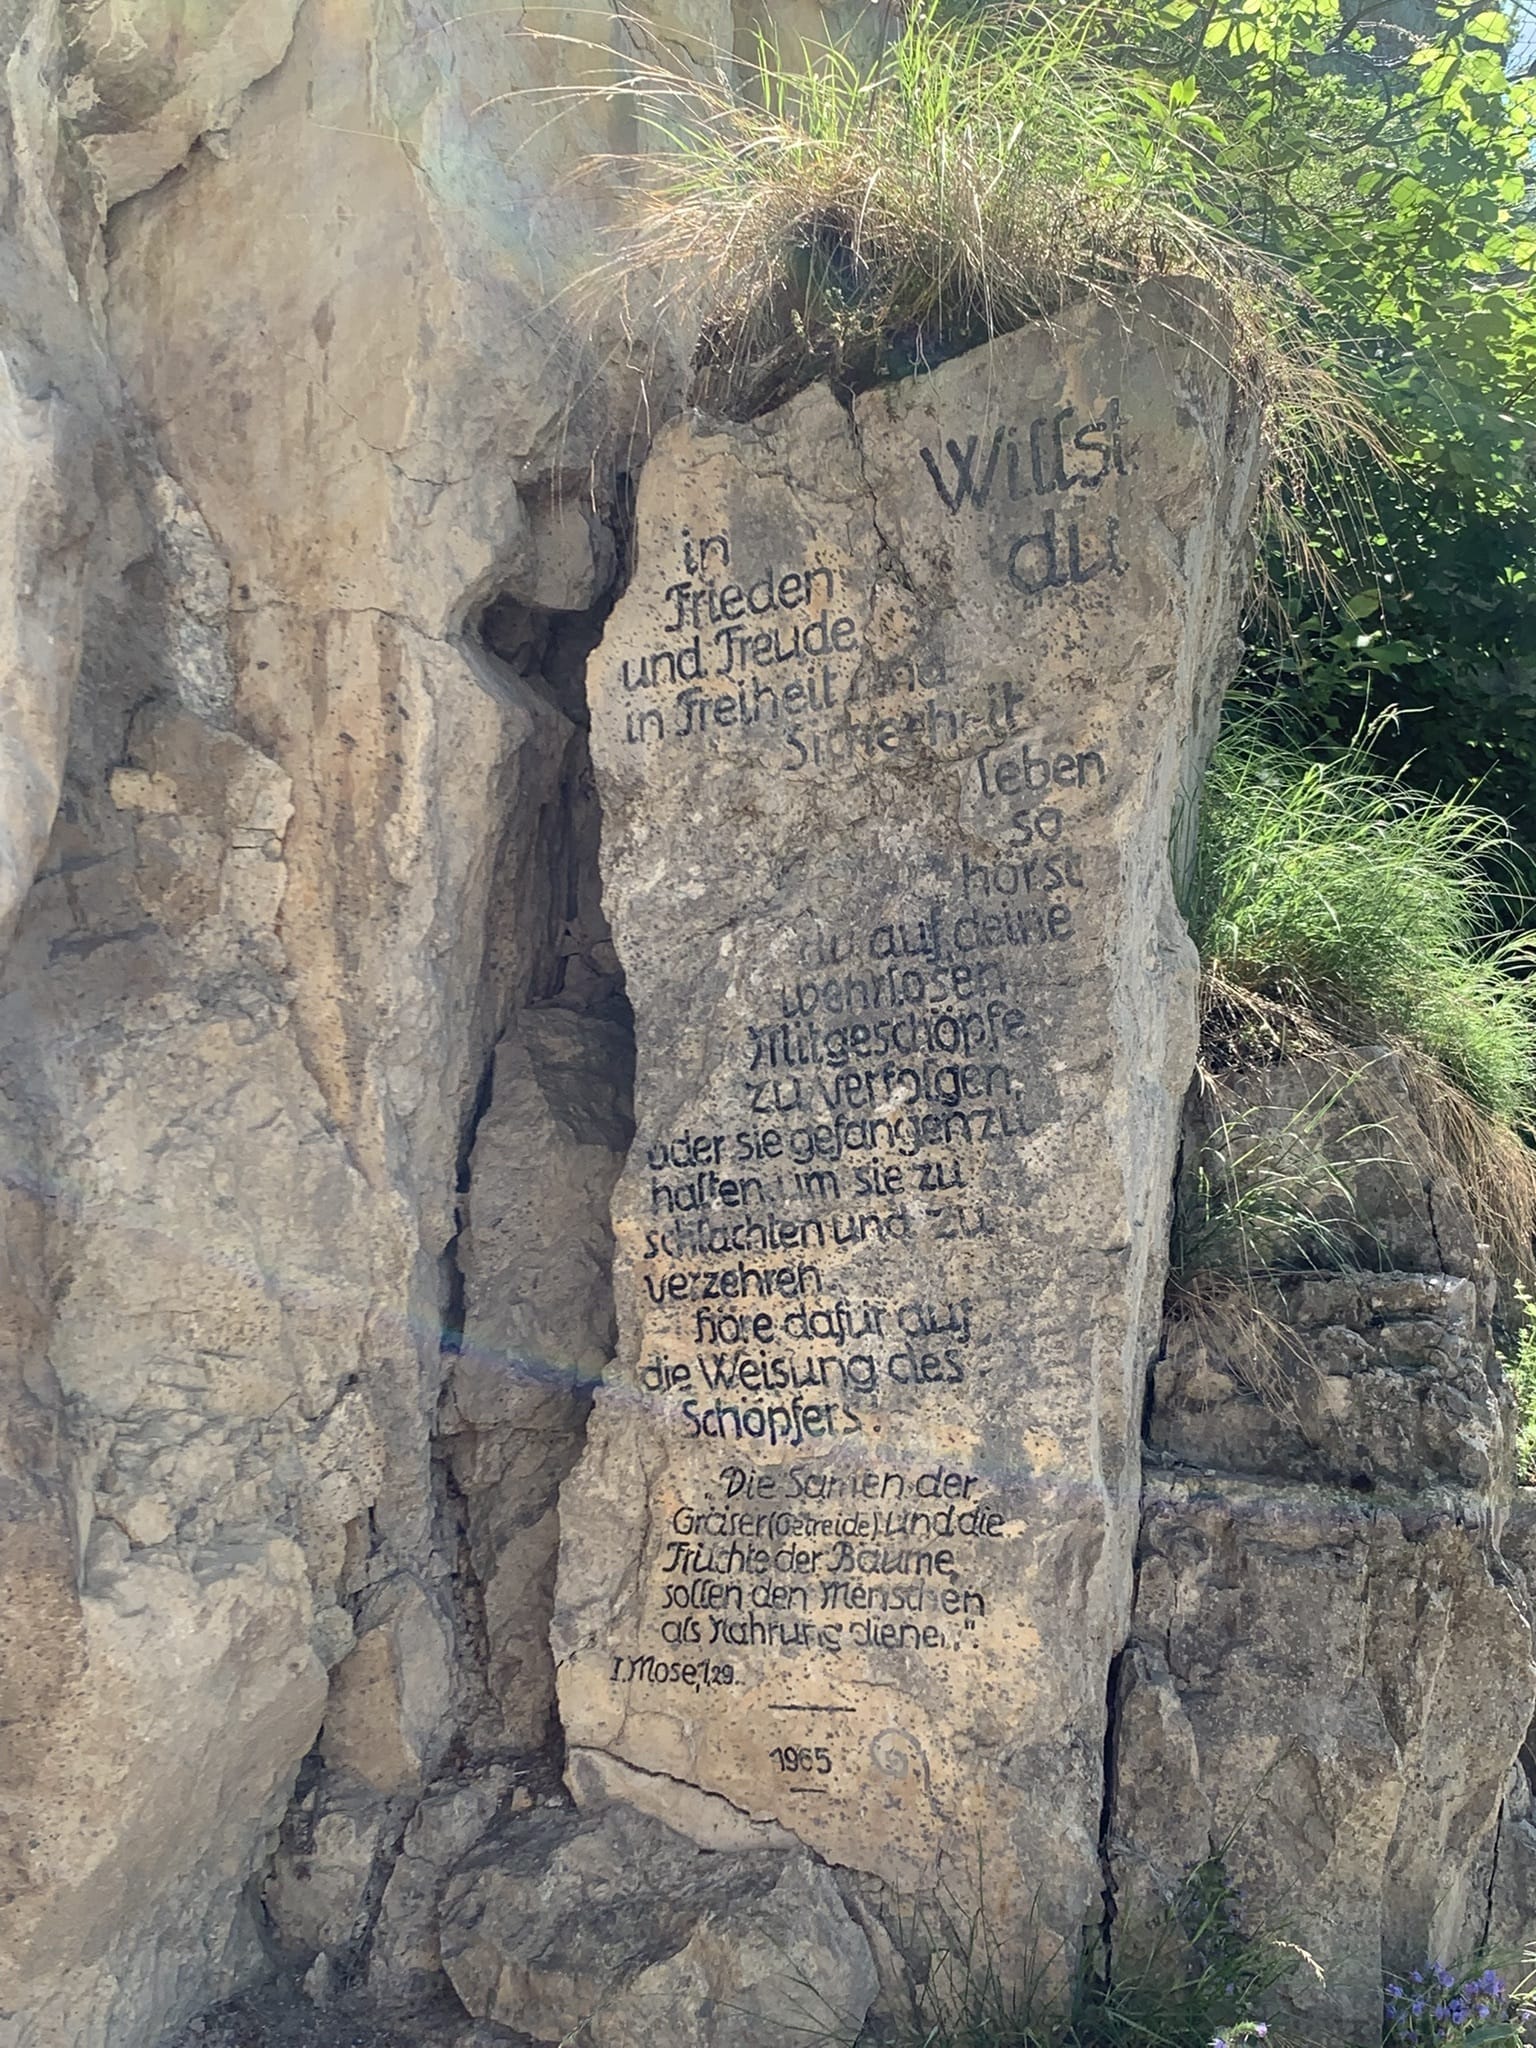 Willst
du
in
Frieden
und Freude,
in Freiheit und
Sicherheit
leben
so
hörst
du auf, deine
wehrlosen
Mitgeschöpfe
zu verfolgen,
oder sie gefangen zu
halten, um sie zu
schlachten und zu
verzehren.
höre dafür auf
die Weisung des
Schöpfers.
„Die Samen der
Gräser (Getreide) und die
Früchte der Bäume,
sollen den Menschen
als Nahrung dienen.".
I. Mose, 1,29.
1965